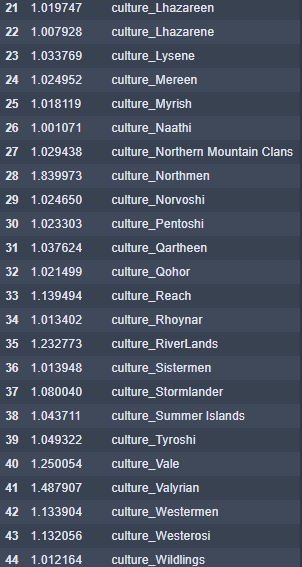 21 1.019747 culture_Lhazareen
22 1.007928 culture_Lhazarene
23 1.033769 culture_Lysene
24 1.024952 culture_Mereen
25 1.018119 culture_Myrish
26 1.001071 culture_Naathi
27 1.029438 culture_Northern Mountain Clans
28 1.839973 culture_Northmen
29 1.024650 culture_Norvoshi
30 1.023303 culture_Pentoshi
31 1.037624 culture_Qartheen
32 1.021499 culture_Qohor
33 1.139494 culture_Reach
34 1.013402 culture_Rhoynar
35 1.232773 culture_RiverLands
36 1.013948 culture_Sistermen
37 1.080040 culture_Stormlander
38 1.043711 culture_Summer Islands
39 1.049322 culture_Tyroshi
40 1.250054 culture_Vale
41 1.487907 culture_Valyrian
42 1.133904 culture_Westermen
43 1.132056 culture_Westerosi
44 1.012164 culture_Wildlings